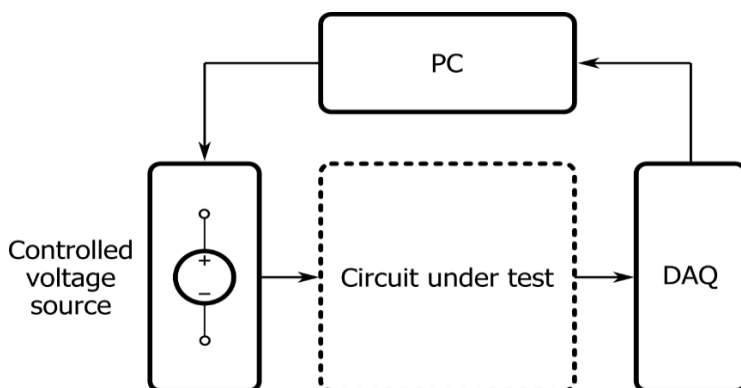 PC
Controlled
voltage
source
+
−
Circuit under test
DAQ